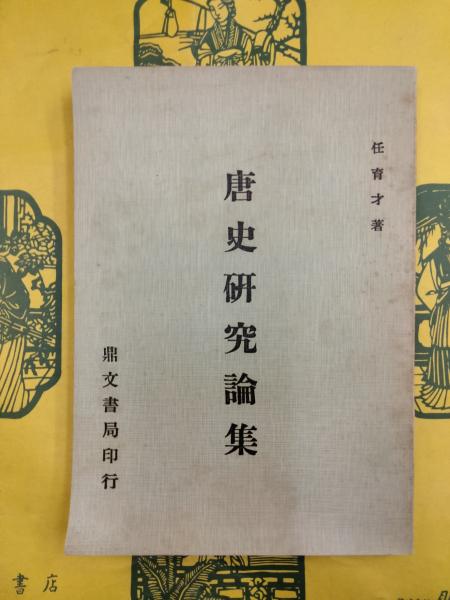 任育才著
唐史研究論集
鼎文書局印行
書店